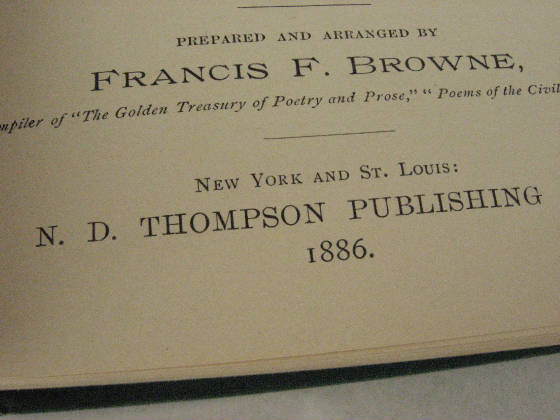 PREPARED AND ARRANGED BY
FRANCIS F. BROWNE,
mpiler of "The Golden Treasury of Poetry and Prose," "Poems of the Civil
NEW YORK AND ST. LOUIS:
N. D. THOMPSON PUBLISHING
1886.